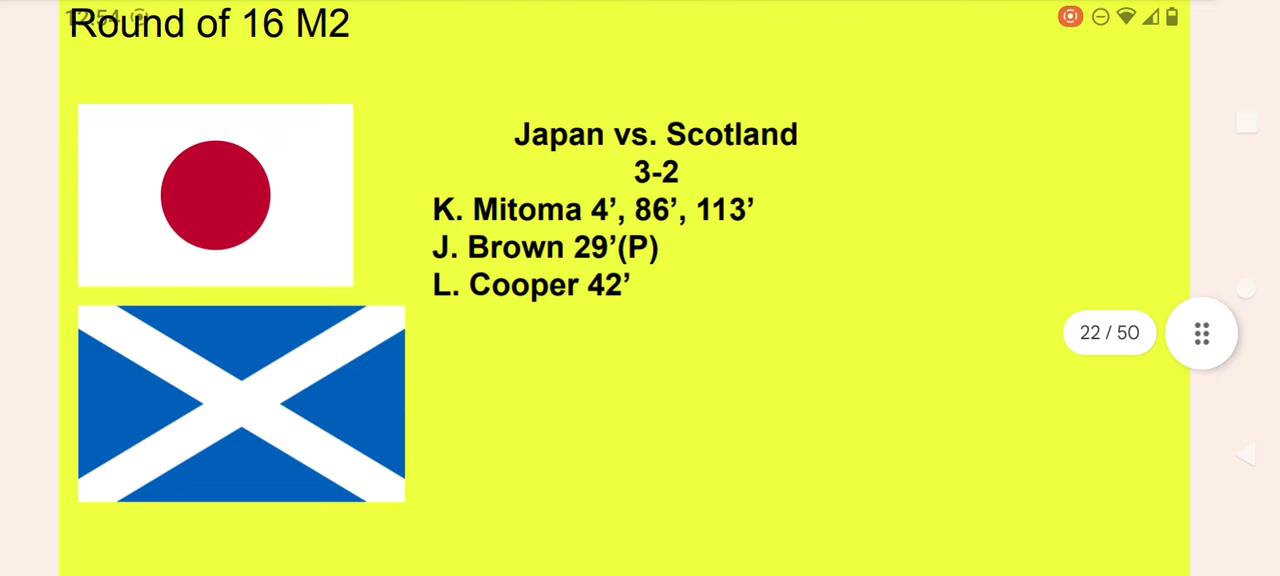 Round of 16 M2
Japan vs. Scotland
3-2
K. Mitoma 4’, 86’, 113’
J. Brown 29’(P)
L. Cooper 42’
22 / 50